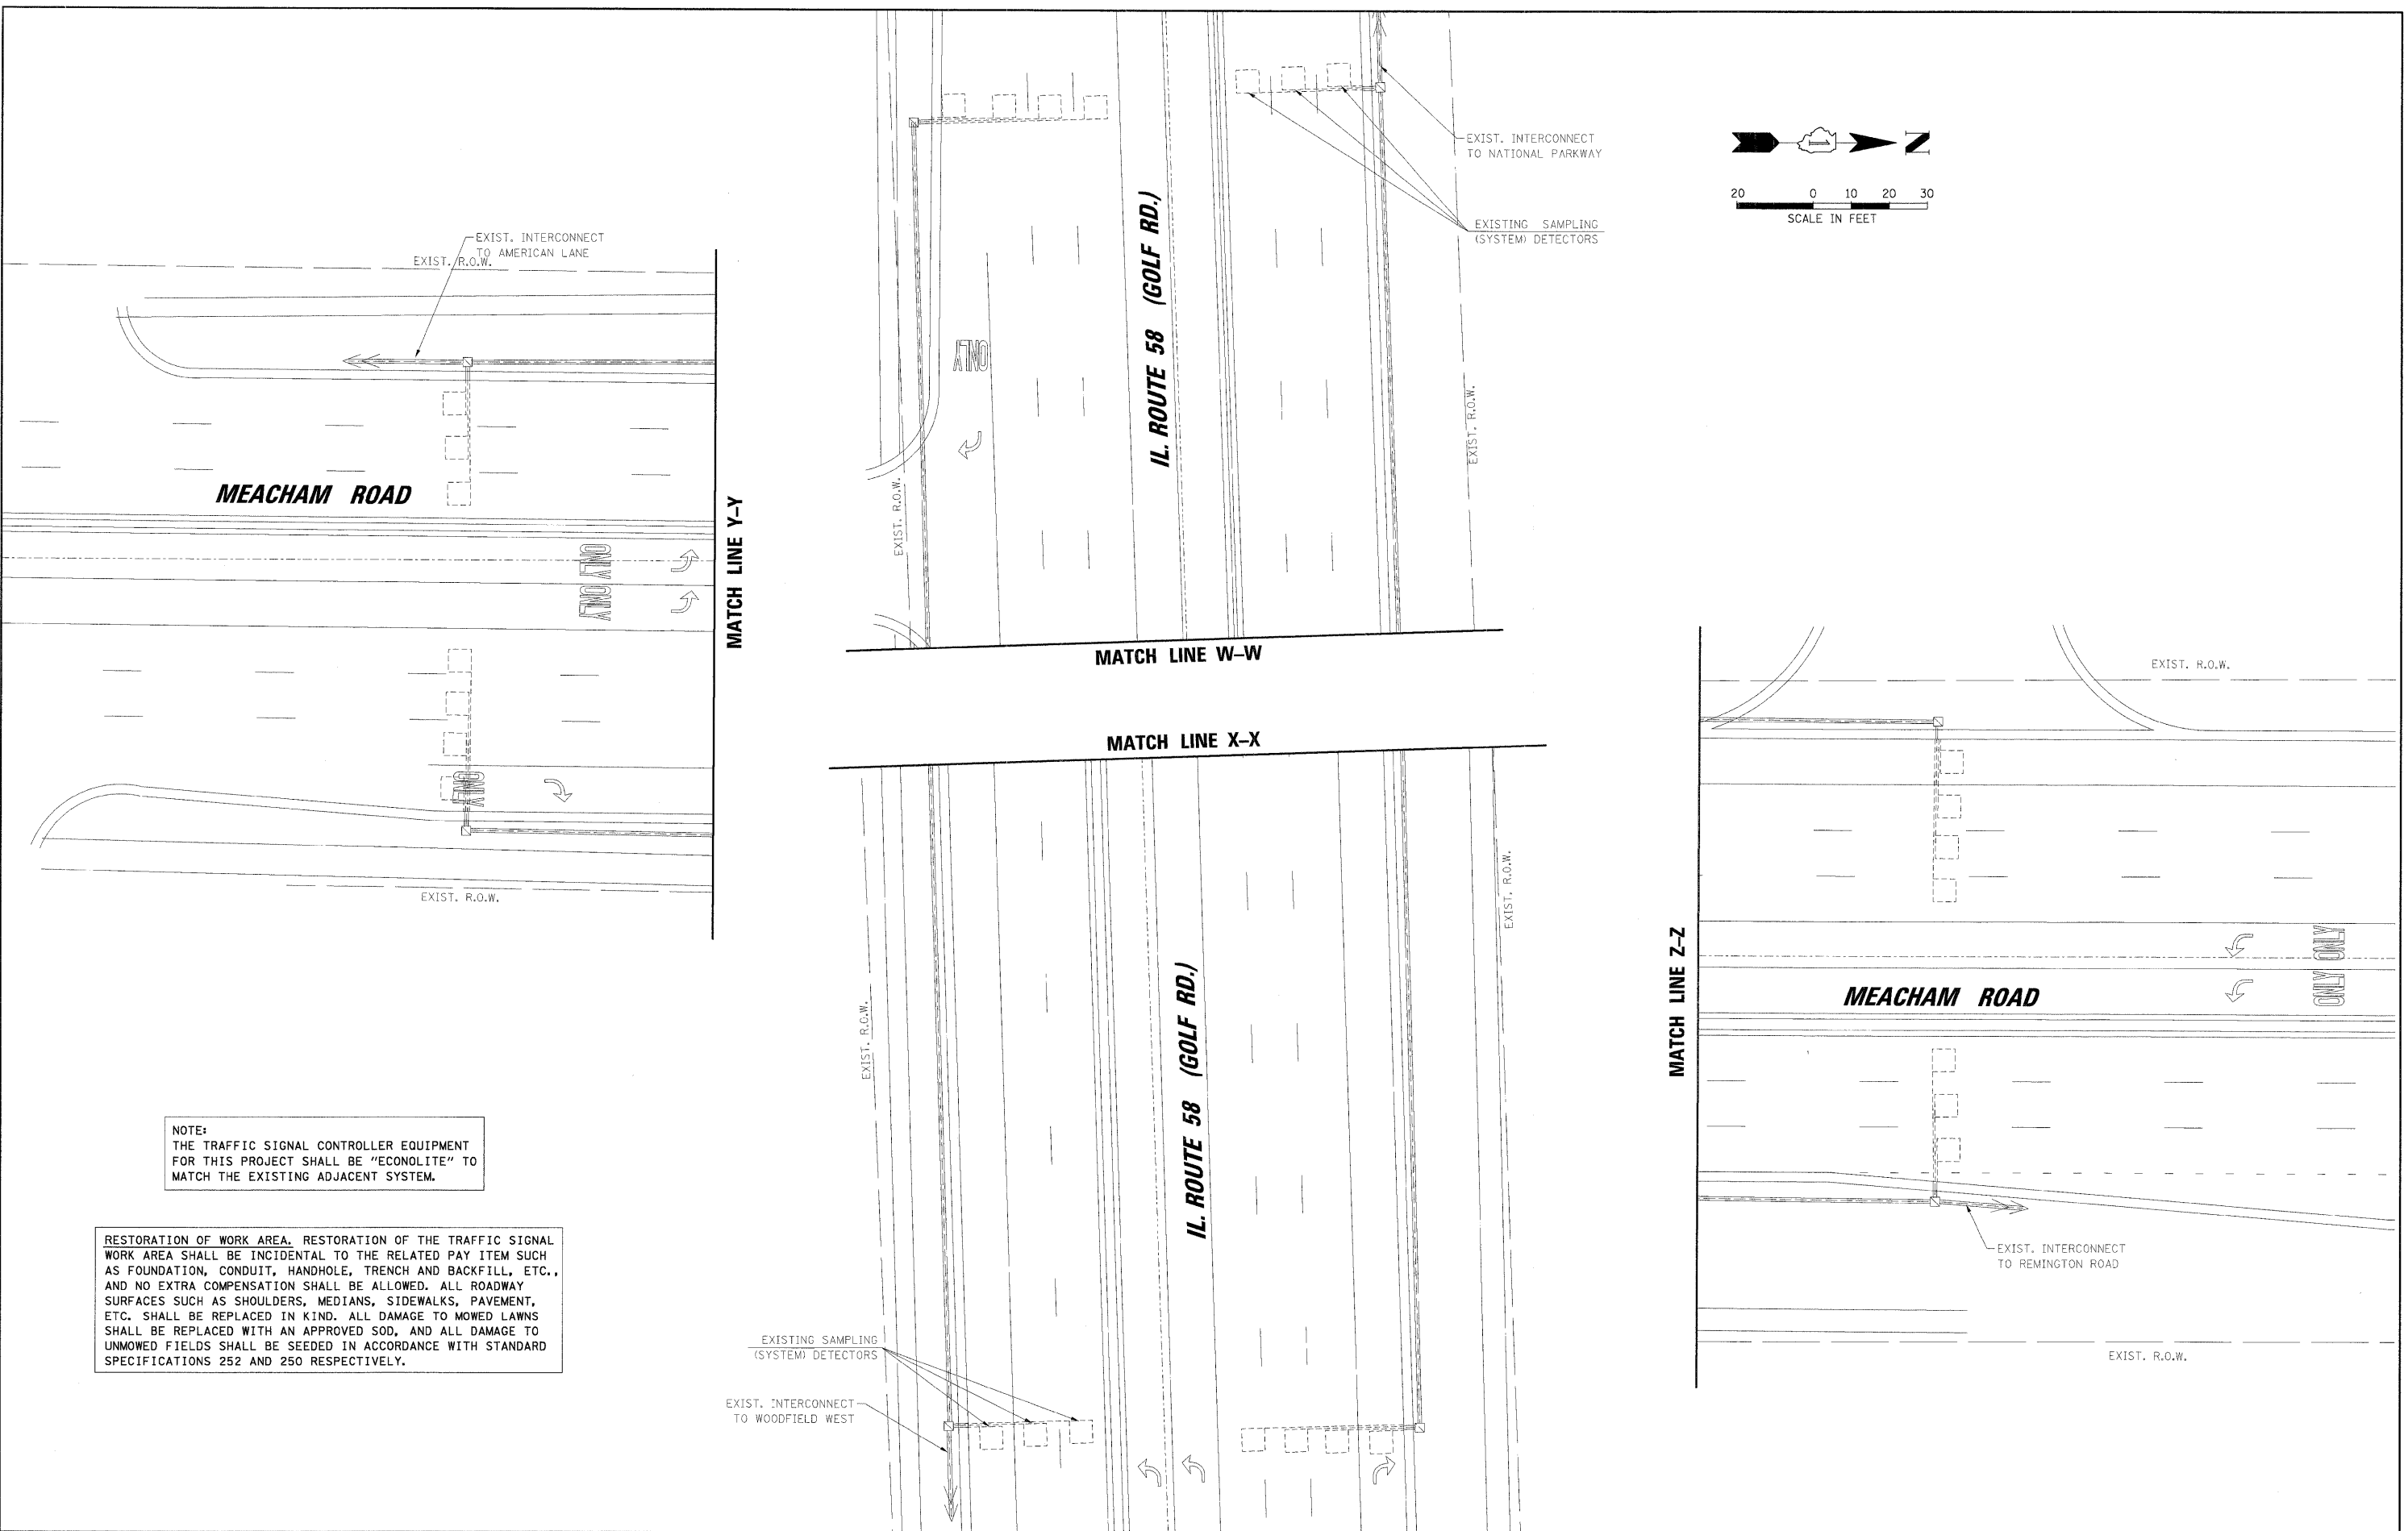 EXIST. INTERCONNECT
TO AMERICAN LANE
EXIST. R.O.W.
MEACHAM ROAD
ONLY ONLY
ONLY
EXIST. R.O.W.
MATCH LINE Y-Y
EXIST. INTERCONNECT
TO NATIONAL PARKWAY
EXISTING SAMPLING
(SYSTEM) DETECTORS
IL. ROUTE 58 (GOLF RD.)
ONLY
EXIST. R.O.W.
EXIST. R.O.W.
MATCH LINE W-W
N
20 0 10 20 30
SCALE IN FEET
MATCH LINE X-X
EXIST. R.O.W.
EXIST. R.O.W.
IL. ROUTE 58 (GOLF RD.)
EXISTING SAMPLING
(SYSTEM) DETECTORS
EXIST. INTERCONNECT
TO WOODFIELD WEST
MATCH LINE Z-Z
EXIST. R.O.W.
ONLY ONLY
MEACHAM ROAD
EXIST. INTERCONNECT
TO REMINGTON ROAD
EXIST. R.O.W.
NOTE:
THE TRAFFIC SIGNAL CONTROLLER EQUIPMENT
FOR THIS PROJECT SHALL BE "ECONOLITE" TO
MATCH THE EXISTING ADJACENT SYSTEM.
RESTORATION OF WORK AREA. RESTORATION OF THE TRAFFIC SIGNAL
WORK AREA SHALL BE INCIDENTAL TO THE RELATED PAY ITEM SUCH
AS FOUNDATION, CONDUIT, HANDHOLE, TRENCH AND BACKFILL, ETC.,
AND NO EXTRA COMPENSATION SHALL BE ALLOWED. ALL ROADWAY
SURFACES SUCH AS SHOULDERS, MEDIANS, SIDEWALKS, PAVEMENT,
ETC. SHALL BE REPLACED IN KIND. ALL DAMAGE TO MOWED LAWNS
SHALL BE REPLACED WITH AN APPROVED SOD, AND ALL DAMAGE TO
UNMOWED FIELDS SHALL BE SEEDED IN ACCORDANCE WITH STANDARD
SPECIFICATIONS 252 AND 250 RESPECTIVELY.